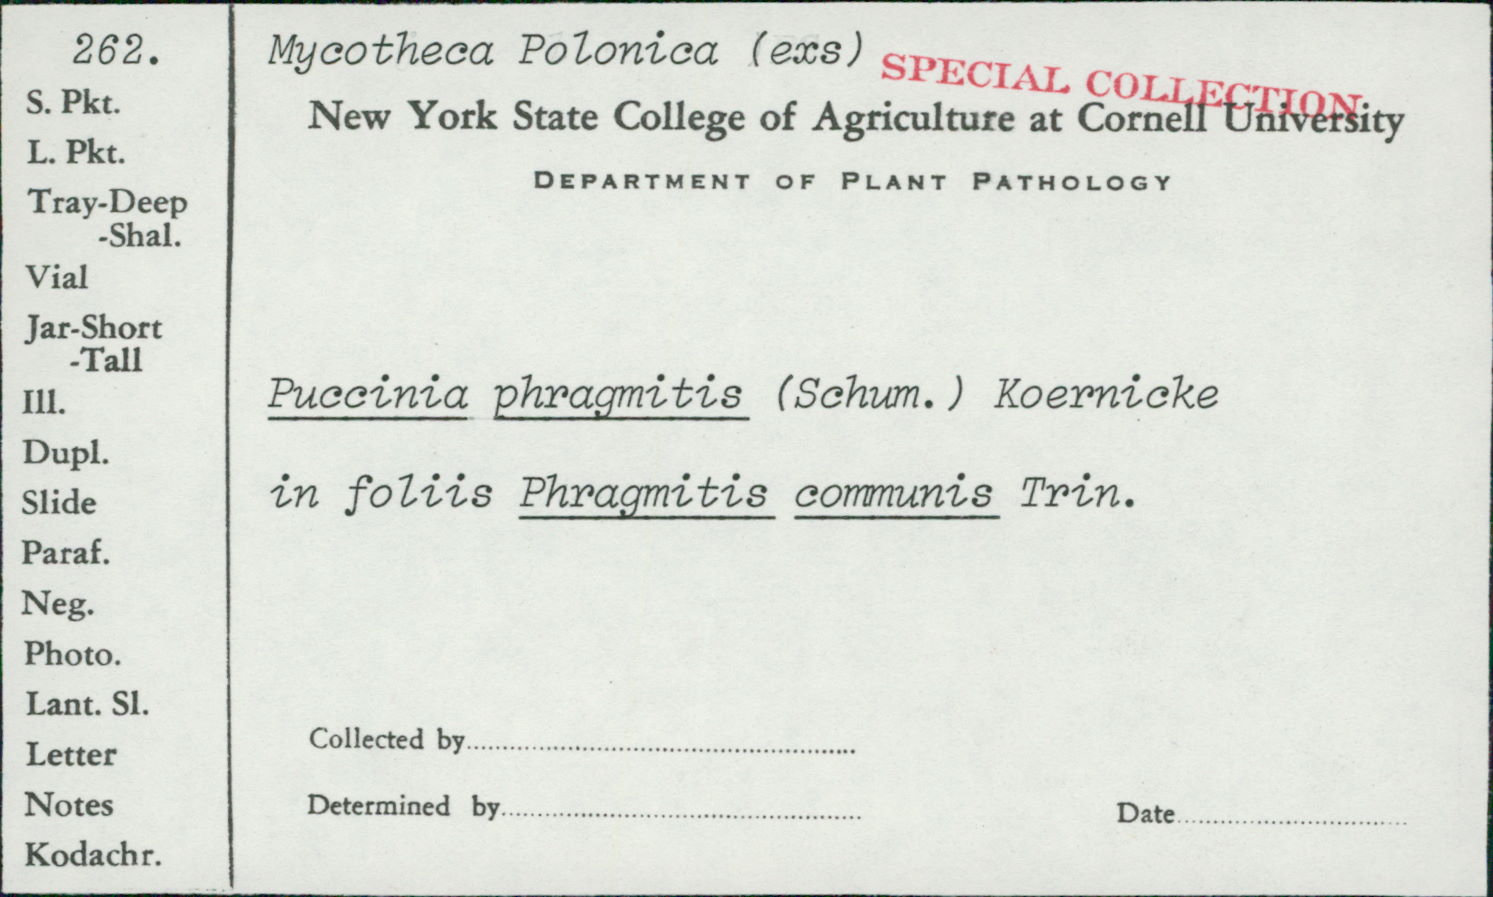 262.
S. Pkt.
L. Pkt.
Tray-Deep
-Shal.
Vial
Jar-Short
-Tall
Ill.
Dupl.
Slide
Paraf.
Neg.
Photo.
Lant. Sl.
Letter
Notes
Kodachr.
Mycotheca Polonica (exs)
SPECIAL COLLECTION
New York State College of Agriculture at Cornell University
DEPARTMENT OF PLANT PATHOLOGY
Puccinia phragmitis (Schum.) Koernicke
in foliis Phragmitis communis Trin.
Collected by
Determined by
Date